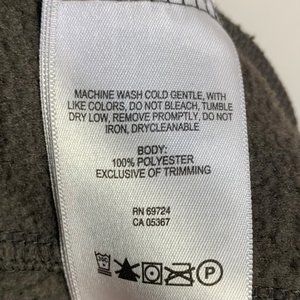 MACHINE WASH COLD GENTLE, WITH
LIKE COLORS, DO NOT BLEACH, TUMBLE
DRY LOW, REMOVE PROMPTLY, DO NOT
IRON, DRYCLEANABLE
BODY:
100% POLYESTER
EXCLUSIVE OF TRIMMING
RN 69724
CA 05367
P